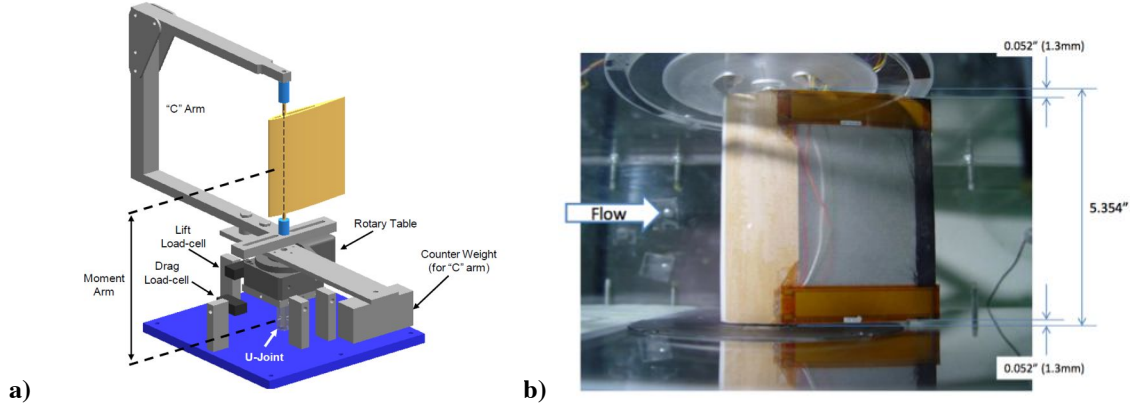 "C" Arm
Lift
Load-cell
Drag
Load-cell
Moment
Arm
Rotary Table
Counter Weight
(for "C" arm)
U-Joint
a)
b)
0.052" (1.3mm)
Flow
5.354"
0.052" (1.3mm)